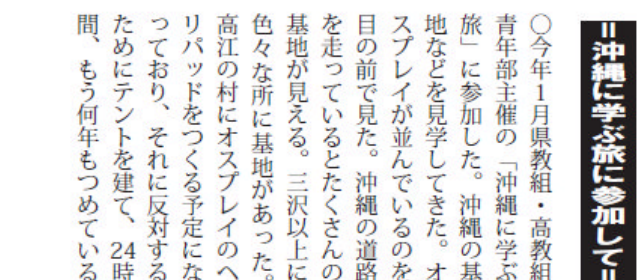 =沖縄に学ぶ旅に参加して=
○今年1月県教組・高教組
青年部主催の「沖縄に学ぶ
旅」に参加した。沖縄の基
地などを見学してきた。オ
スプレイが並んでいるのを
目の前で見た。沖縄の道路
を走っているとたくさんの
基地が見える。三沢以上に
色々な所に基地があった。
高江の村にオスプレイのヘ
リパッドをつくる予定にな
っており、それに反対する
ためにテントを建て、24時
間、もう何年もつめている